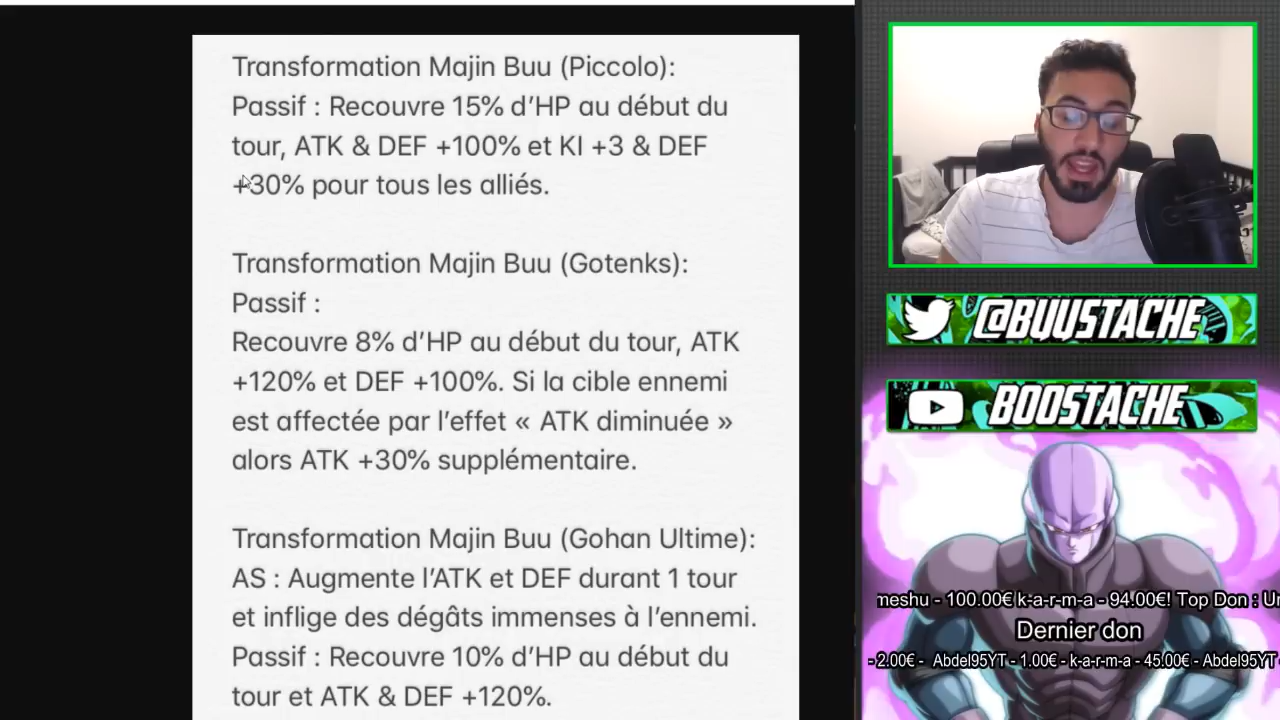 Transformation Majin Buu (Piccolo):
Passif : Recouvre 15% d’HP au début du
tour, ATK & DEF +100% et KI +3 & DEF
+30% pour tous les alliés.
Transformation Majin Buu (Gotenks):
Passif :
Recouvre 8% d’HP au début du tour, ATK
+120% et DEF +100%. Si la cible ennemi
est affectée par l’effet « ATK diminuée »
alors ATK +30% supplémentaire.
Transformation Majin Buu (Gohan Ultime):
AS : Augmente l’ATK et DEF durant 1 tour
et inflige des dégâts immenses à l’ennemi.
Passif : Recouvre 10% d’HP au début du
tour et ATK & DEF +120%.
@BUUSTACHE
BOOSTACHE
meshu - 100.00€ k-a-r-m-a - 94.00€! Top Don : U
Dernier don
- 2.00€ - Abdel95YT - 1.00€ - k-a-r-m-a - 45.00€ - Abdel95YT